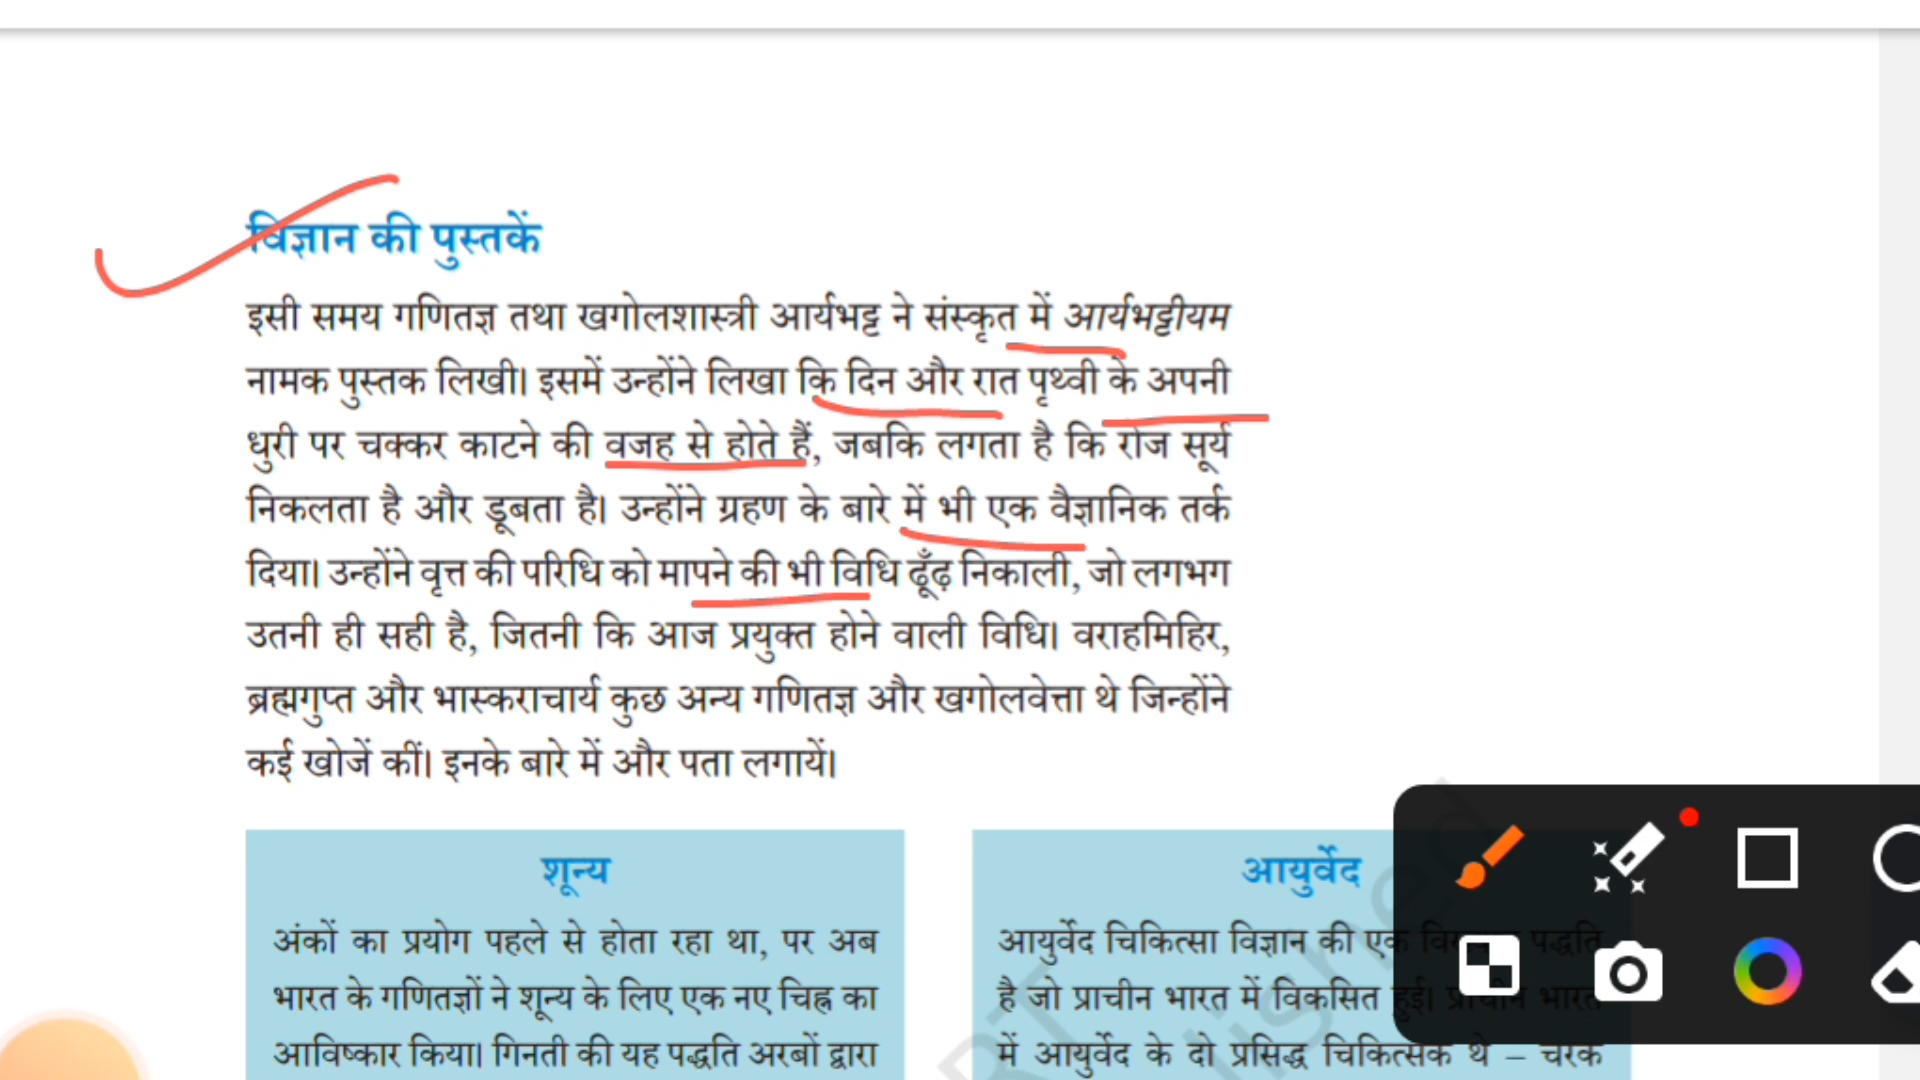 विज्ञान की पुस्तकें
इसी समय गणितज्ञ तथा खगोलशास्त्री आर्यभट्ट ने संस्कृत में आर्यभट्टीयम
नामक पुस्तक लिखी। इसमें उन्होंने लिखा कि दिन और रात पृथ्वी के अपनी
धुरी पर चक्कर काटने की वजह से होते हैं, जबकि लगता है कि रोज सूर्य
निकलता है और डूबता है। उन्होंने ग्रहण के बारे में भी एक वैज्ञानिक तर्क
दिया। उन्होंने वृत्त की परिधि को मापने की भी विधि ढूँढ़ निकाली, जो लगभग
उतनी ही सही है, जितनी कि आज प्रयुक्त होने वाली विधि। वराहमिहिर,
ब्रह्मगुप्त और भास्कराचार्य कुछ अन्य गणितज्ञ और खगोलवेत्ता थे जिन्होंने
कई खोजें कीं। इनके बारे में और पता लगायें।
शून्य
अंकों का प्रयोग पहले से होता रहा था, पर अब
भारत के गणितज्ञों ने शून्य के लिए एक नए चिह्न का
आविष्कार किया। गिनती की यह पद्धति अरबों द्वारा
आयुर्वेद
आयुर्वेद चिकित्सा विज्ञान की एक पद्धति
है जो प्राचीन भारत में विकसित हुई। प्राचीन भारत
में आयुर्वेद के दो प्रसिद्ध चिकित्सक थे – चरक